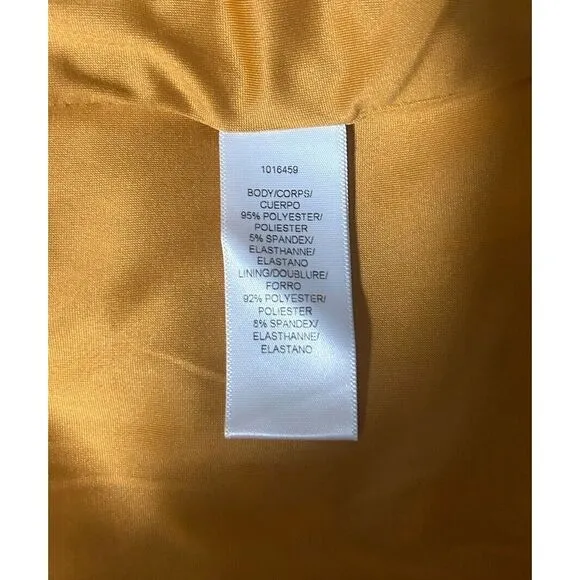 1016459
BODY/CORPS/
CUERPO
95% POLYESTER/
POLIESTER
5% SPANDEX/
ELASTHANNE/
ELASTANO
LINING/DOUBLURE/
FORRO
92% POLYESTER/
POLIESTER
8% SPANDEX/
ELASTHANNE/
ELASTANO